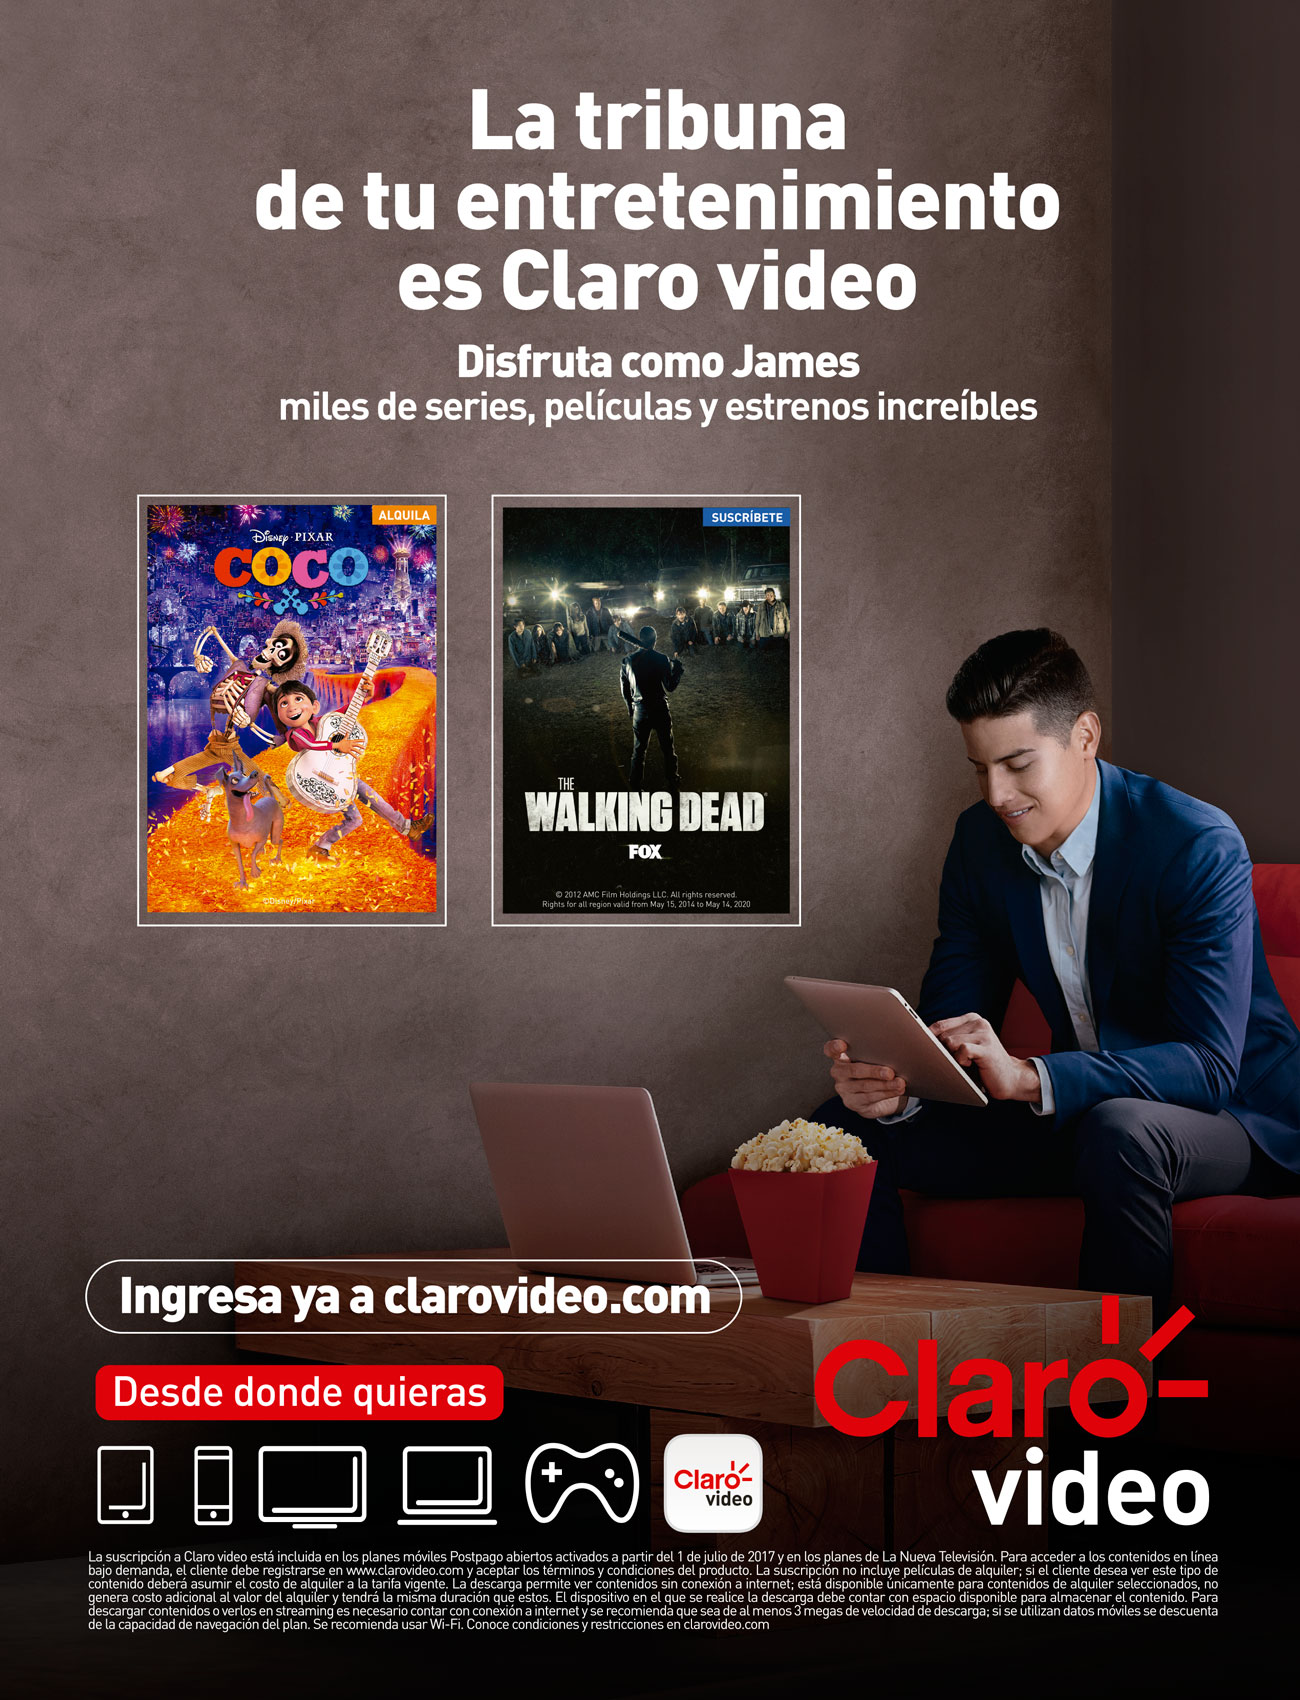 La tribuna
de tu entretenimiento
es Claro video
Disfruta como James
miles de series, películas y estrenos increíbles
ALQUILA
Disney·PIXAR
COCO
©Disney/Pixar
SUSCRÍBETE
THE
WALKING DEAD
FOX
© 2012 AMC Film Holdings LLC. All rights reserved.
Rights for all region valid from May 15, 2014 to May 14, 2020
Ingresa ya a clarovideo.com
Desde donde quieras
Claro
video
Claro
video
La suscripción a Claro video está incluida en los planes móviles Postpago abiertos activados a partir del 1 de julio de 2017 y en los planes de La Nueva Televisión. Para acceder a los contenidos en línea
bajo demanda, el cliente debe registrarse en www.clarovideo.com y aceptar los términos y condiciones del producto. La suscripción no incluye películas de alquiler; si el cliente desea ver este tipo de
contenido deberá asumir el costo de alquiler a la tarifa vigente. La descarga permite ver contenidos sin conexión a internet; está disponible únicamente para contenidos de alquiler seleccionados, no
genera costo adicional al valor del alquiler y tendrá la misma duración que estos. El dispositivo en el que se realice la descarga debe contar con espacio disponible para almacenar el contenido. Para
descargar contenidos o verlos en streaming es necesario contar con conexión a internet y se recomienda que sea de al menos 3 megas de velocidad de descarga; si se utilizan datos móviles se descuenta
de la capacidad de navegación del plan. Se recomienda usar Wi-Fi. Conoce condiciones y restricciones en clarovideo.com